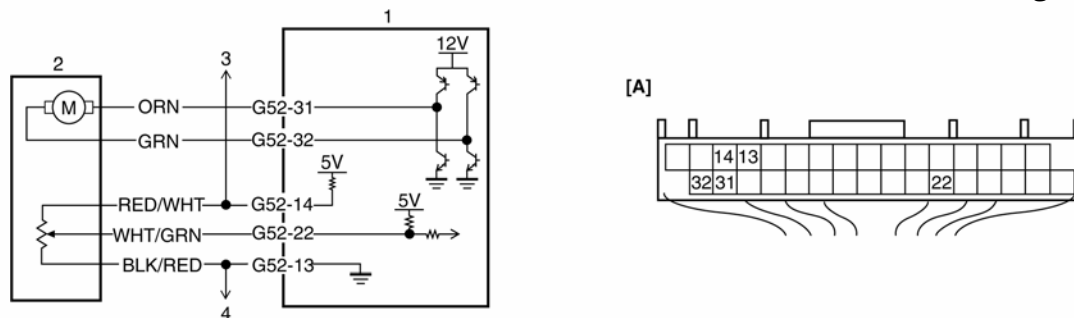 1
12V
2
3
M
ORN
G52-31
GRN
G52-32
5V
RED/WHT
G52-14
5V
WHT/GRN
G52-22
BLK/RED
G52-13
4
[A]
14 13
32 31 22